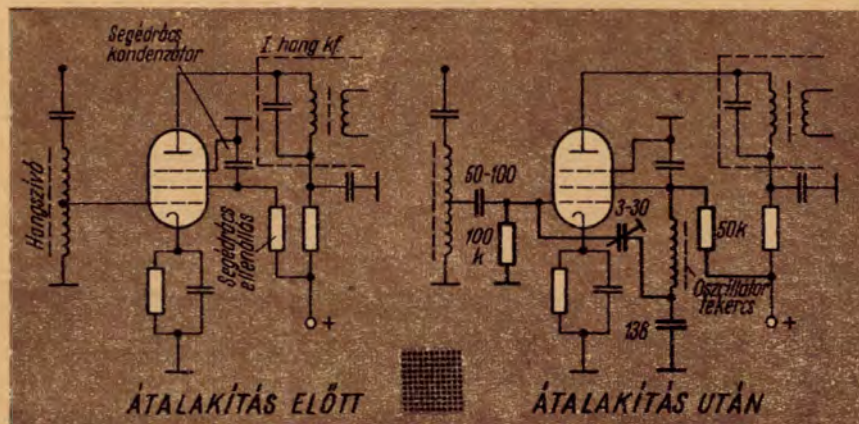 Segédrács
kondenzátor
I. hang kf.
Hangszívó
Segédrács
ellenállás
+
ÁTALAKÍTÁS ELŐTT
60-100
100
k
3-30
50k
Oszcillátor
tekercs
136
+
ÁTALAKÍTÁS UTÁN